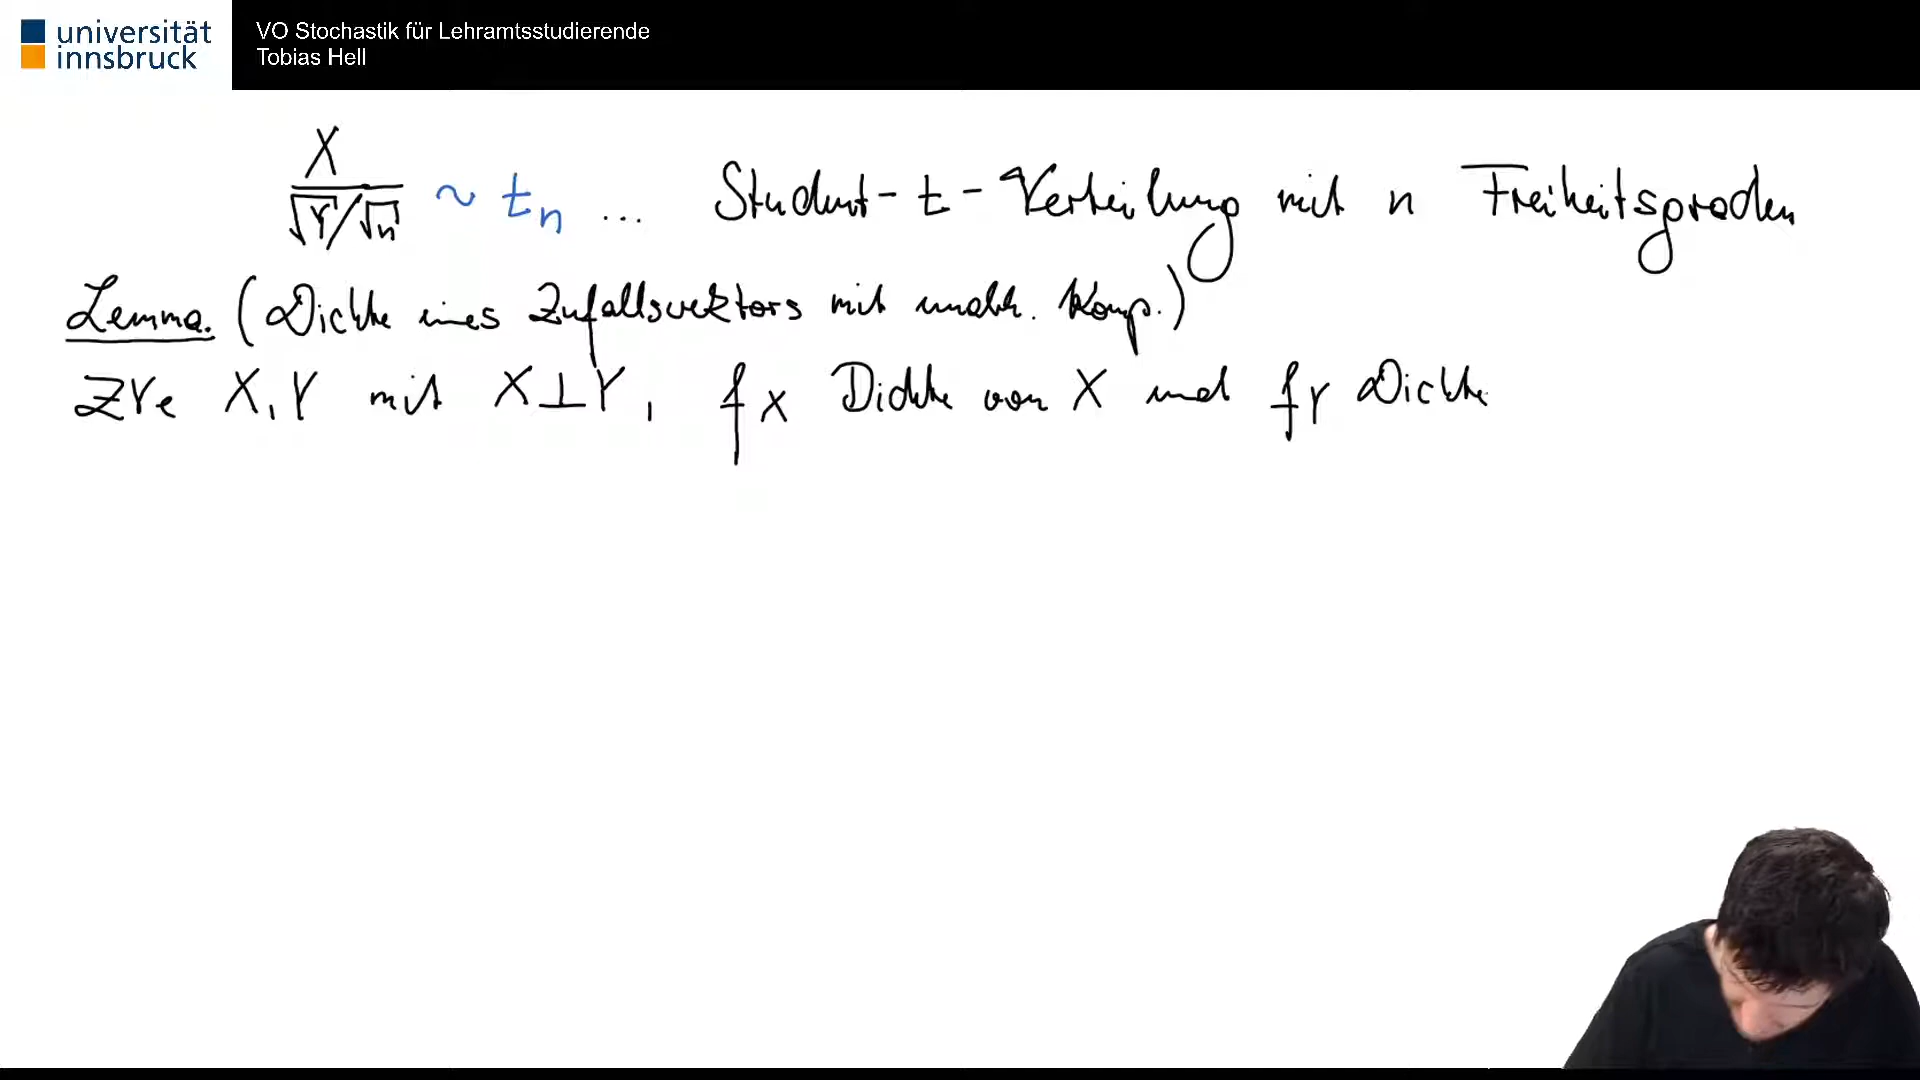 universität
innsbruck
VO Stochastik für Lehramtsstudierende
Tobias Hell
X / (√Y/√n) ~ tₙ ... Student-t-Verteilung mit n Freiheitsgraden
Lemma. (Dichte eines Zufallsvektors mit unabh. Komp.)
ZVe X, Y mit X⊥Y, f_X Dichte von X und f_Y Dichte